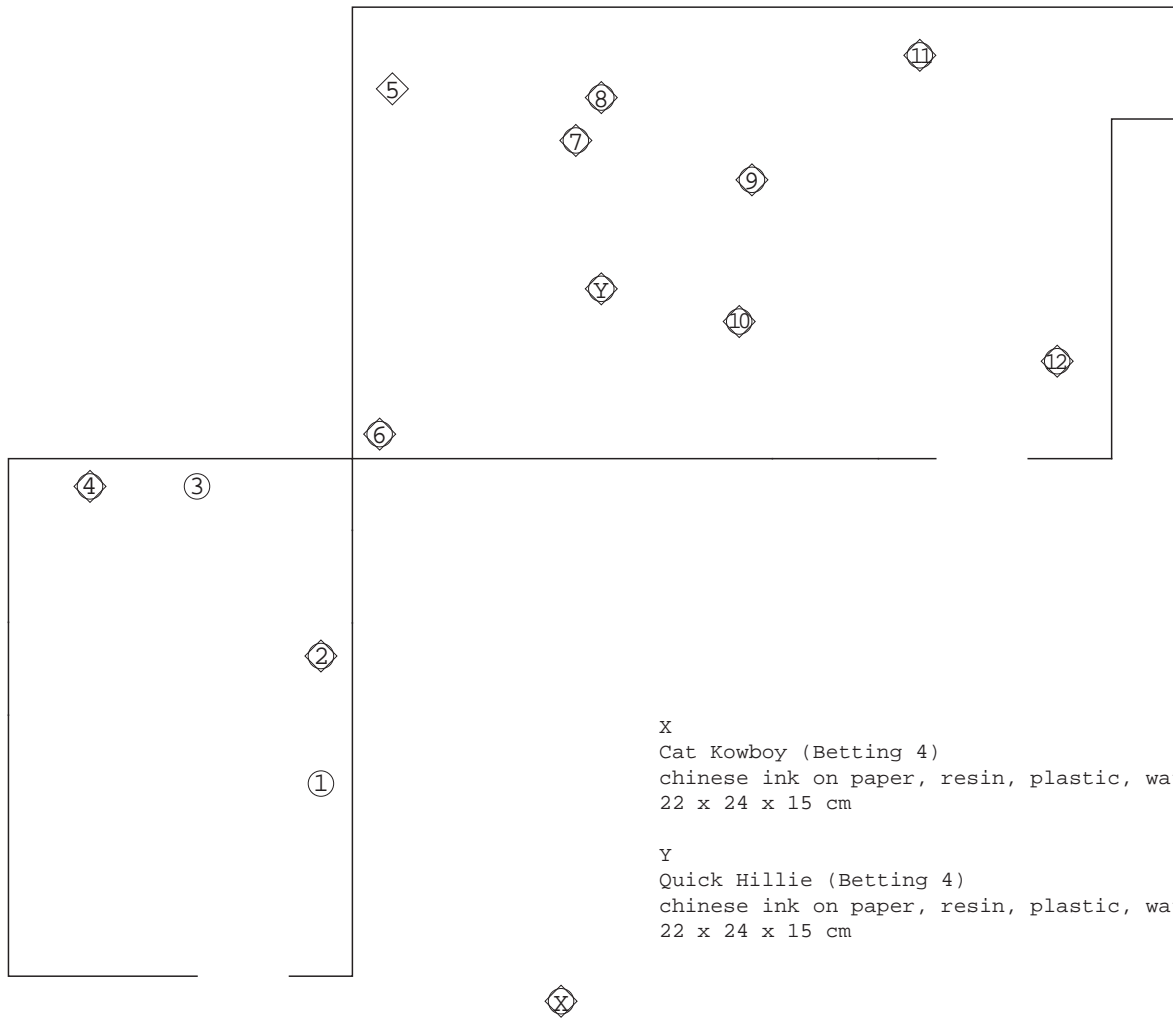 11
5
8
7
9
Y
10
12
6
4
3
2
1
X
Cat Kowboy (Betting 4)
chinese ink on paper, resin, plastic,
22 x 24 x 15 cm
Y
Quick Hillie (Betting 4)
chinese ink on paper, resin, plastic,
22 x 24 x 15 cm
X